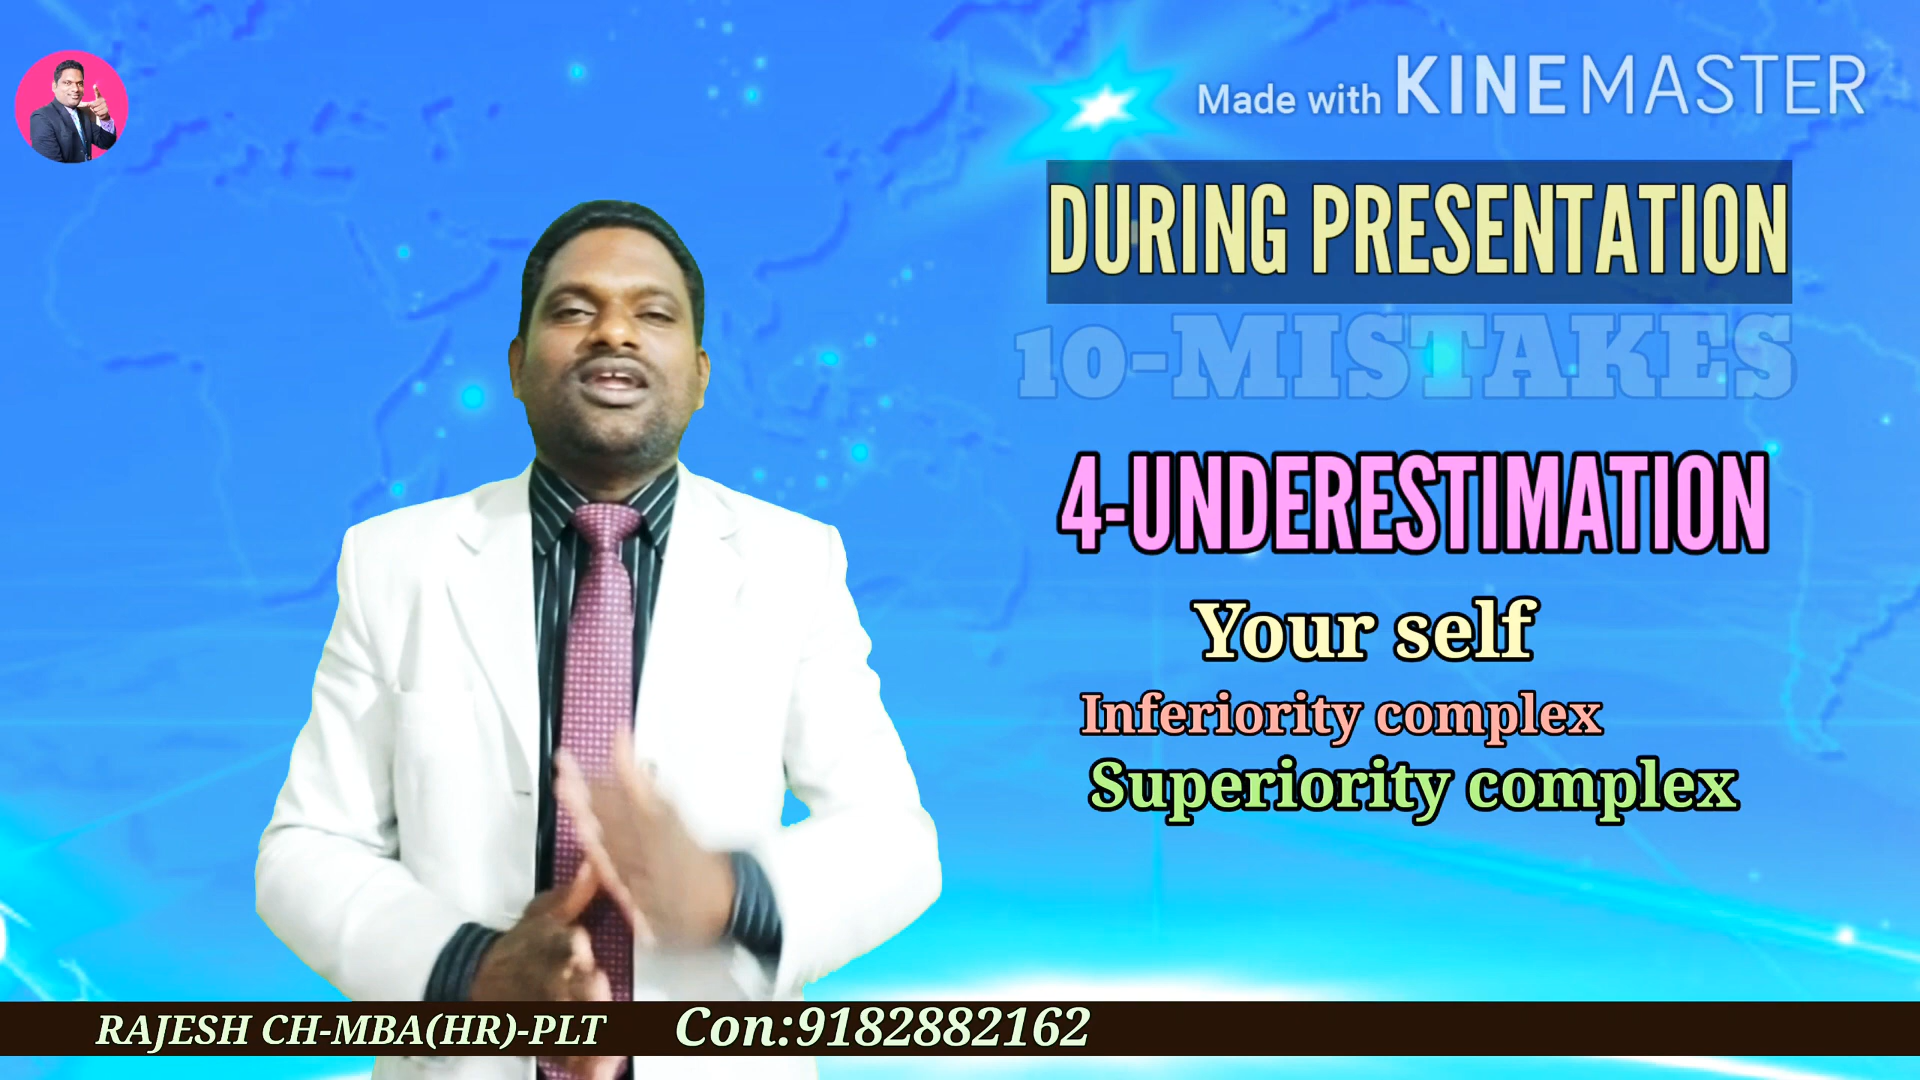 Made with KINEMASTER
DURING PRESENTATION
10-MISTAKES
4-UNDERESTIMATION
Your self
Inferiority complex
Superiority complex
RAJESH CH-MBA(HR)-PLT Con:9182882162